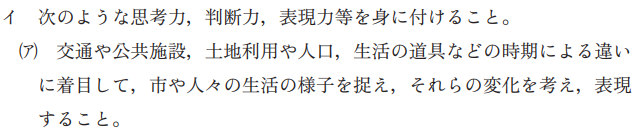 イ　次のような思考力，判断力，表現力等を身に付けること。
㈦　交通や公共施設，土地利用や人口，生活の道具などの時期による違い
に着目して，市や人々の生活の様子を捉え，それらの変化を考え，表現
すること。